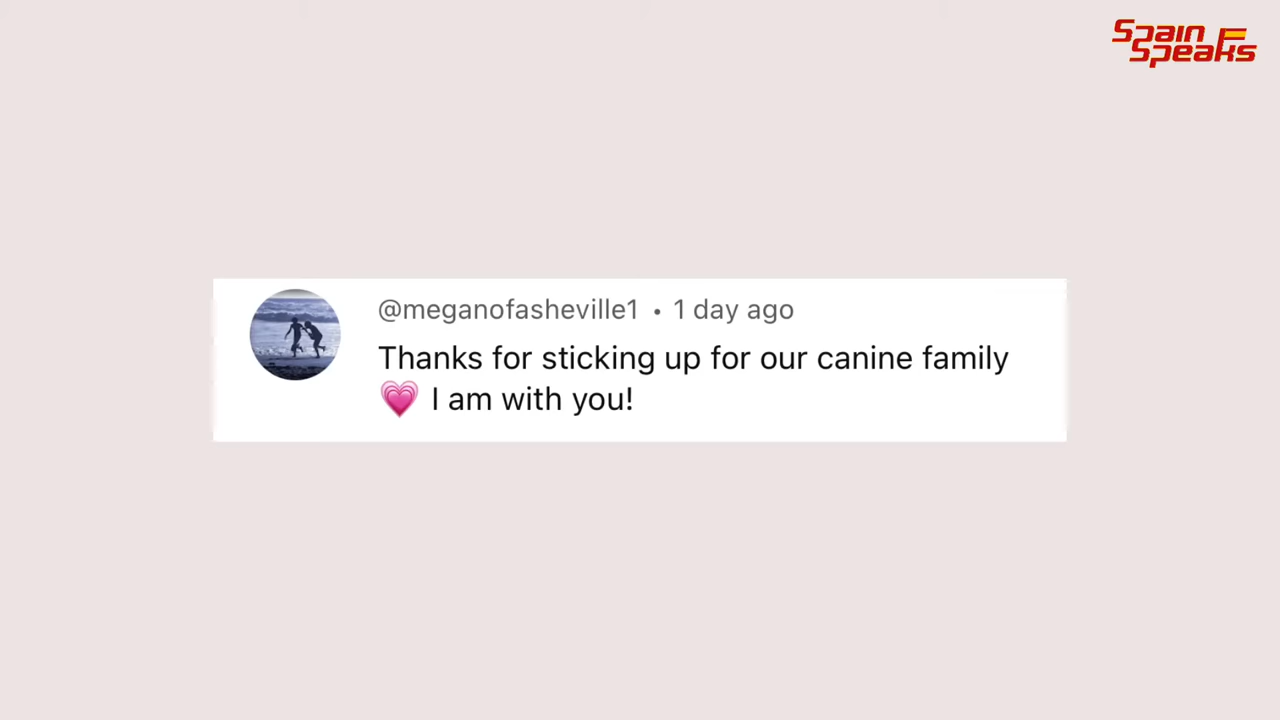 Spain
Speaks
@meganofasheville1 • 1 day ago
Thanks for sticking up for our canine family
💗 I am with you!